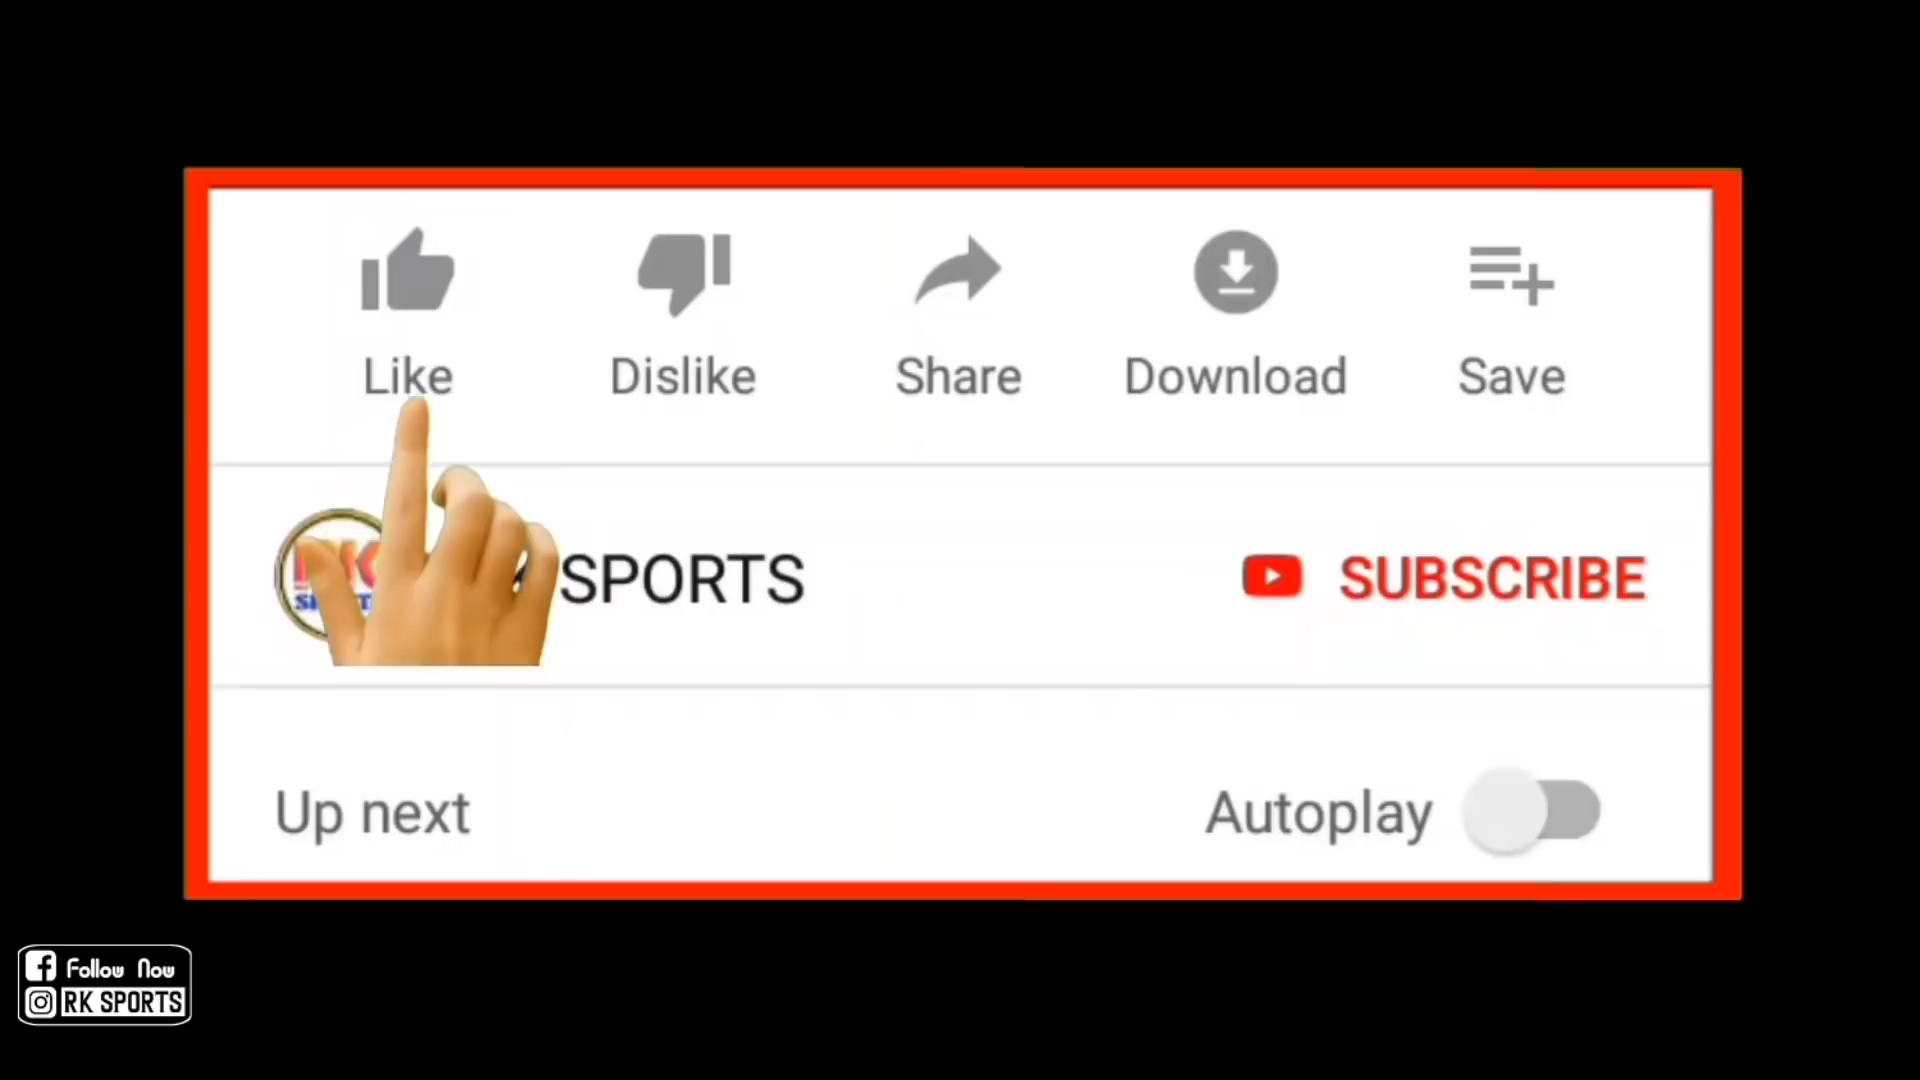 Like Dislike Share Download Save
SPORTS SUBSCRIBE
Up next Autoplay
Follow Now
RK SPORTS